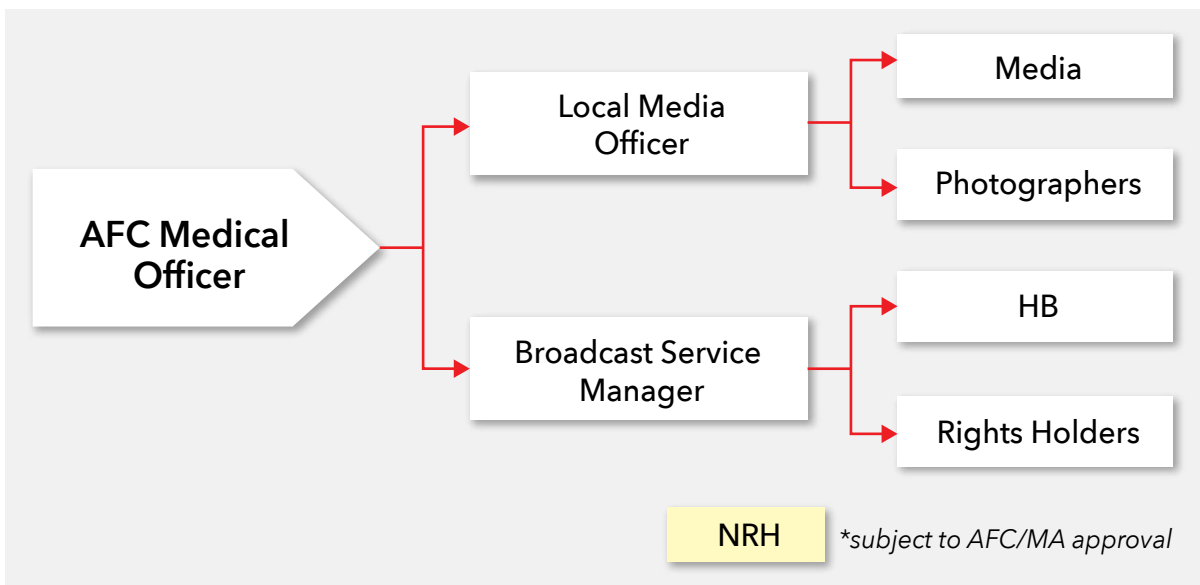 AFC Medical
Officer
Local Media
Officer
Media
Photographers
Broadcast Service
Manager
HB
Rights Holders
NRH
*subject to AFC/MA approval